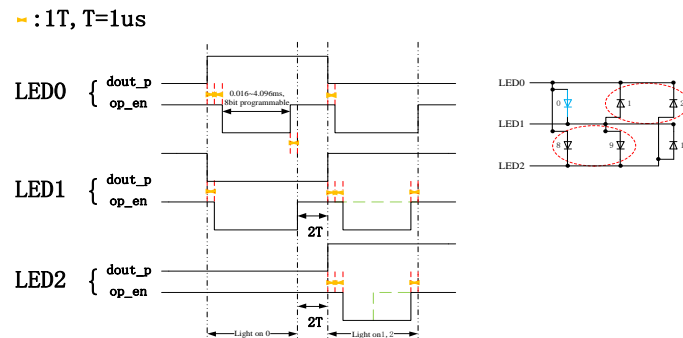 :1T, T=1us
LED0 { dout_p
op_en
0.016~4.096ms,
8bit programmable
LED1 { dout_p
op_en
2T
LED2 { dout_p
op_en
2T
Light on 0
Light on1, 2
LED0
0
1
2
LED1
8
9
1
LED2